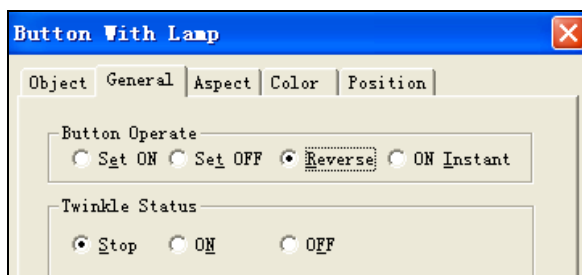 Button With Lamp
Object General Aspect Color Position
Button Operate
Set ON Set OFF Reverse ON Instant
Twinkle Status
Stop ON OFF